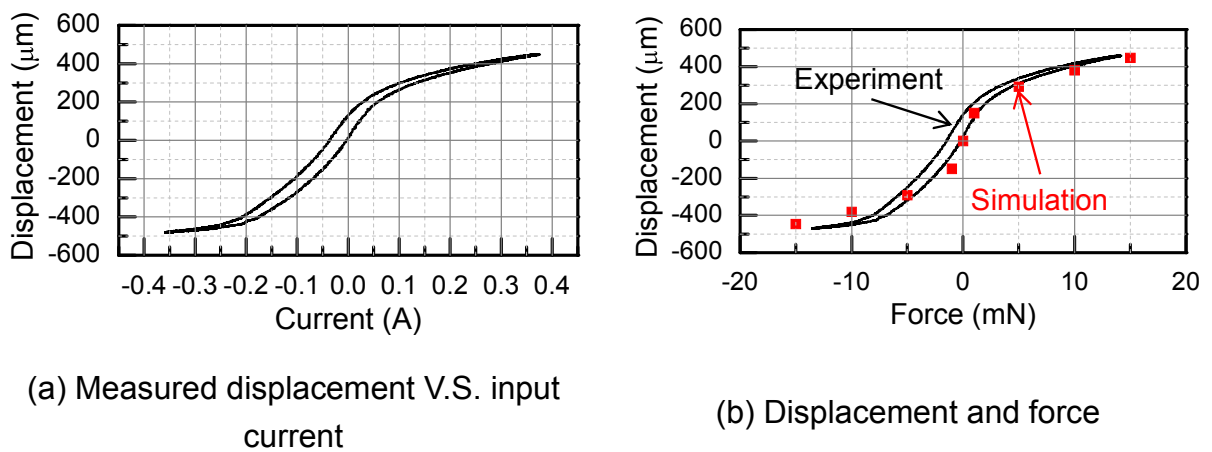 600
400
200
0
-200
-400
-600
Displacement (μm)
-0.4 -0.3 -0.2 -0.1 0.0 0.1 0.2 0.3 0.4
Current (A)
(a) Measured displacement V.S. input
current
600
400
200
0
-200
-400
-600
Displacement (μm)
Experiment
Simulation
-20 -10 0 10 20
Force (mN)
(b) Displacement and force